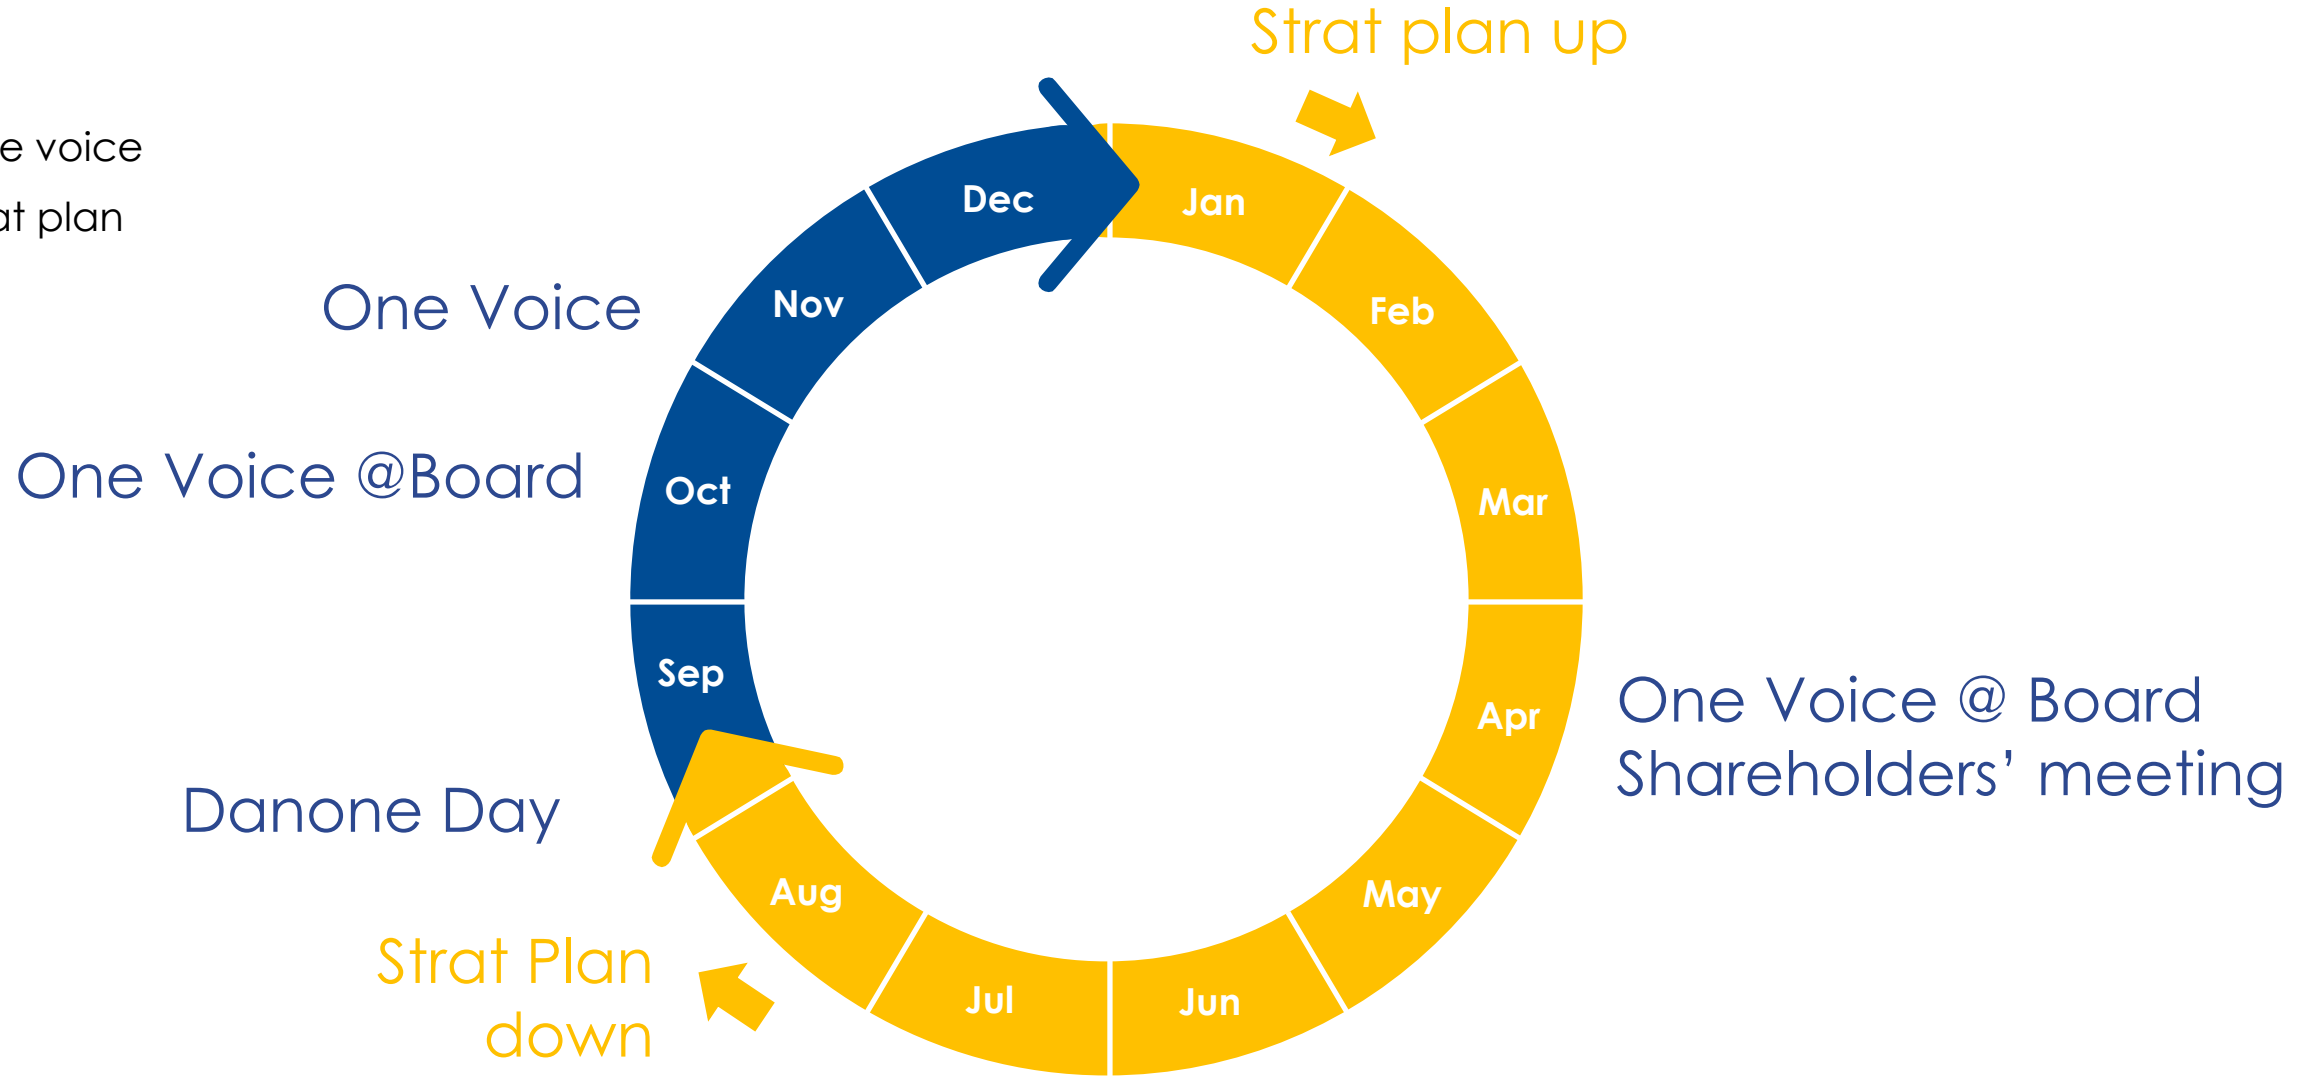 Strat plan up
e voice
at plan
Dec
Jan
One Voice
Nov
Feb
One Voice @Board
Oct
Mar
Sep
Apr
One Voice @ Board
Shareholders’ meeting
Danone Day
Aug
May
Strat Plan
down
Jul
Jun